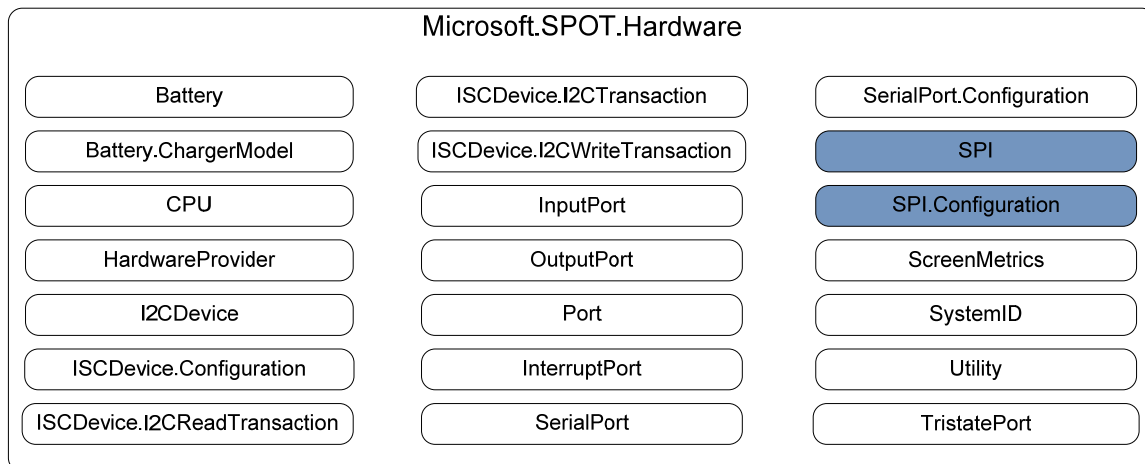 Microsoft.SPOT.Hardware
Battery
Battery.ChargerModel
CPU
HardwareProvider
I2CDevice
ISCDevice.Configuration
ISCDevice.I2CReadTransaction
ISCDevice.I2CTransaction
ISCDevice.I2CWriteTransaction
InputPort
OutputPort
Port
InterruptPort
SerialPort
SerialPort.Configuration
SPI
SPI.Configuration
ScreenMetrics
SystemID
Utility
TristatePort